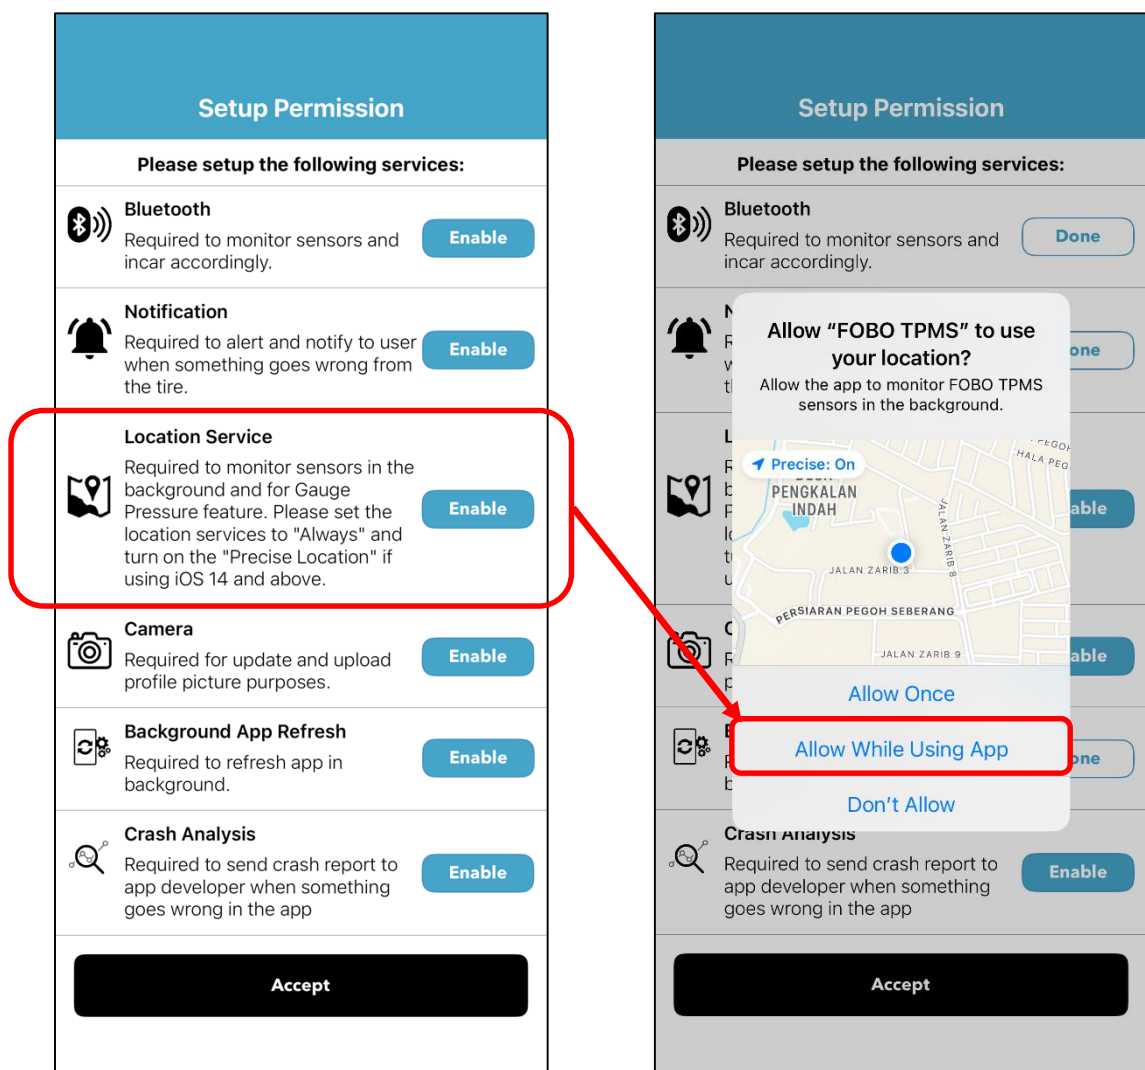 Setup Permission
Please setup the following services:
Bluetooth
Required to monitor sensors and
incar accordingly.
Enable
Notification
Required to alert and notify to user
when something goes wrong from
the tire.
Enable
Location Service
Required to monitor sensors in the
background and for Gauge
Pressure feature. Please set the
location services to "Always" and
turn on the "Precise Location" if
using iOS 14 and above.
Enable
Camera
Required for update and upload
profile picture purposes.
Enable
Background App Refresh
Required to refresh app in
background.
Enable
Crash Analysis
Required to send crash report to
app developer when something
goes wrong in the app
Enable
Accept
Setup Permission
Please setup the following services:
Bluetooth
Required to monitor sensors and
incar accordingly.
Done
Allow “FOBO TPMS” to use
your location?
Allow the app to monitor FOBO TPMS
sensors in the background.
Precise: On
PENGKALAN
INDAH
HALA PEG
JALAN ZARIB 8
JALAN ZARIB 3
PERSIARAN PEGOH SEBERANG
JALAN ZARIB 9
Allow Once
Allow While Using App
Don’t Allow
one
able
able
one
Crash Analysis
Required to send crash report to
app developer when something
goes wrong in the app
Enable
Accept